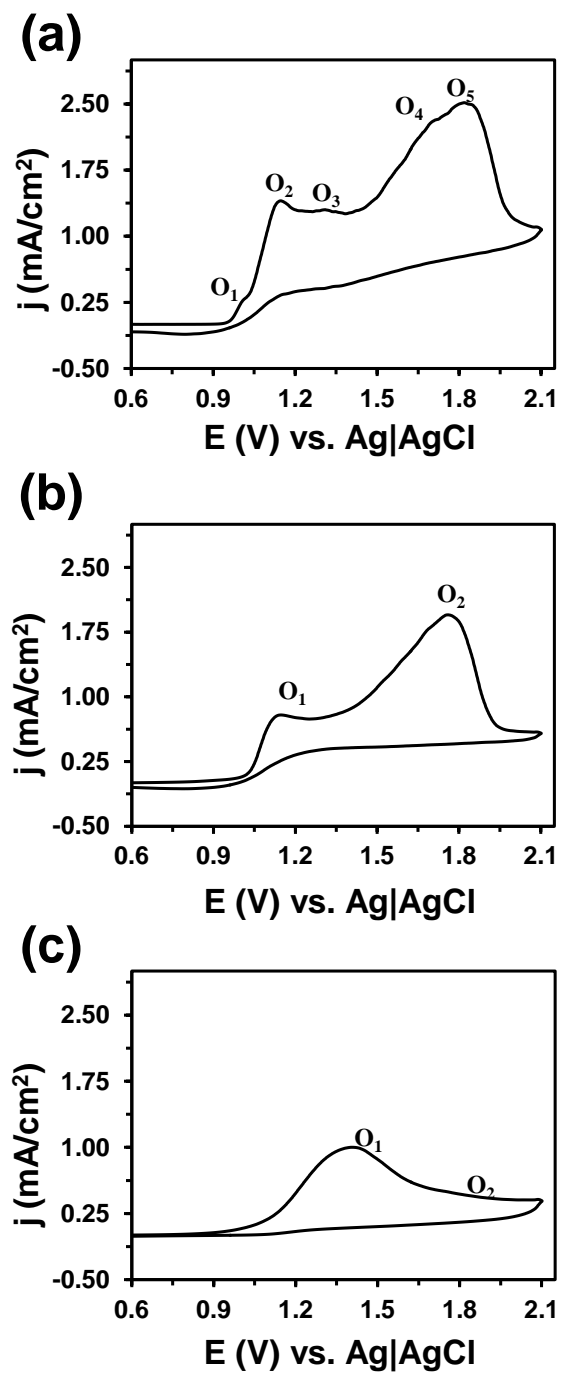 (a)
O₁
O₂
O₃
O₄
O₅
2.50
1.75
1.00
0.25
-0.50
j (mA/cm²)
0.6 0.9 1.2 1.5 1.8 2.1
E (V) vs. Ag|AgCl
(b)
O₁
O₂
2.50
1.75
1.00
0.25
-0.50
j (mA/cm²)
0.6 0.9 1.2 1.5 1.8 2.1
E (V) vs. Ag|AgCl
(c)
O₁
O₂
2.50
1.75
1.00
0.25
-0.50
j (mA/cm²)
0.6 0.9 1.2 1.5 1.8 2.1
E (V) vs. Ag|AgCl